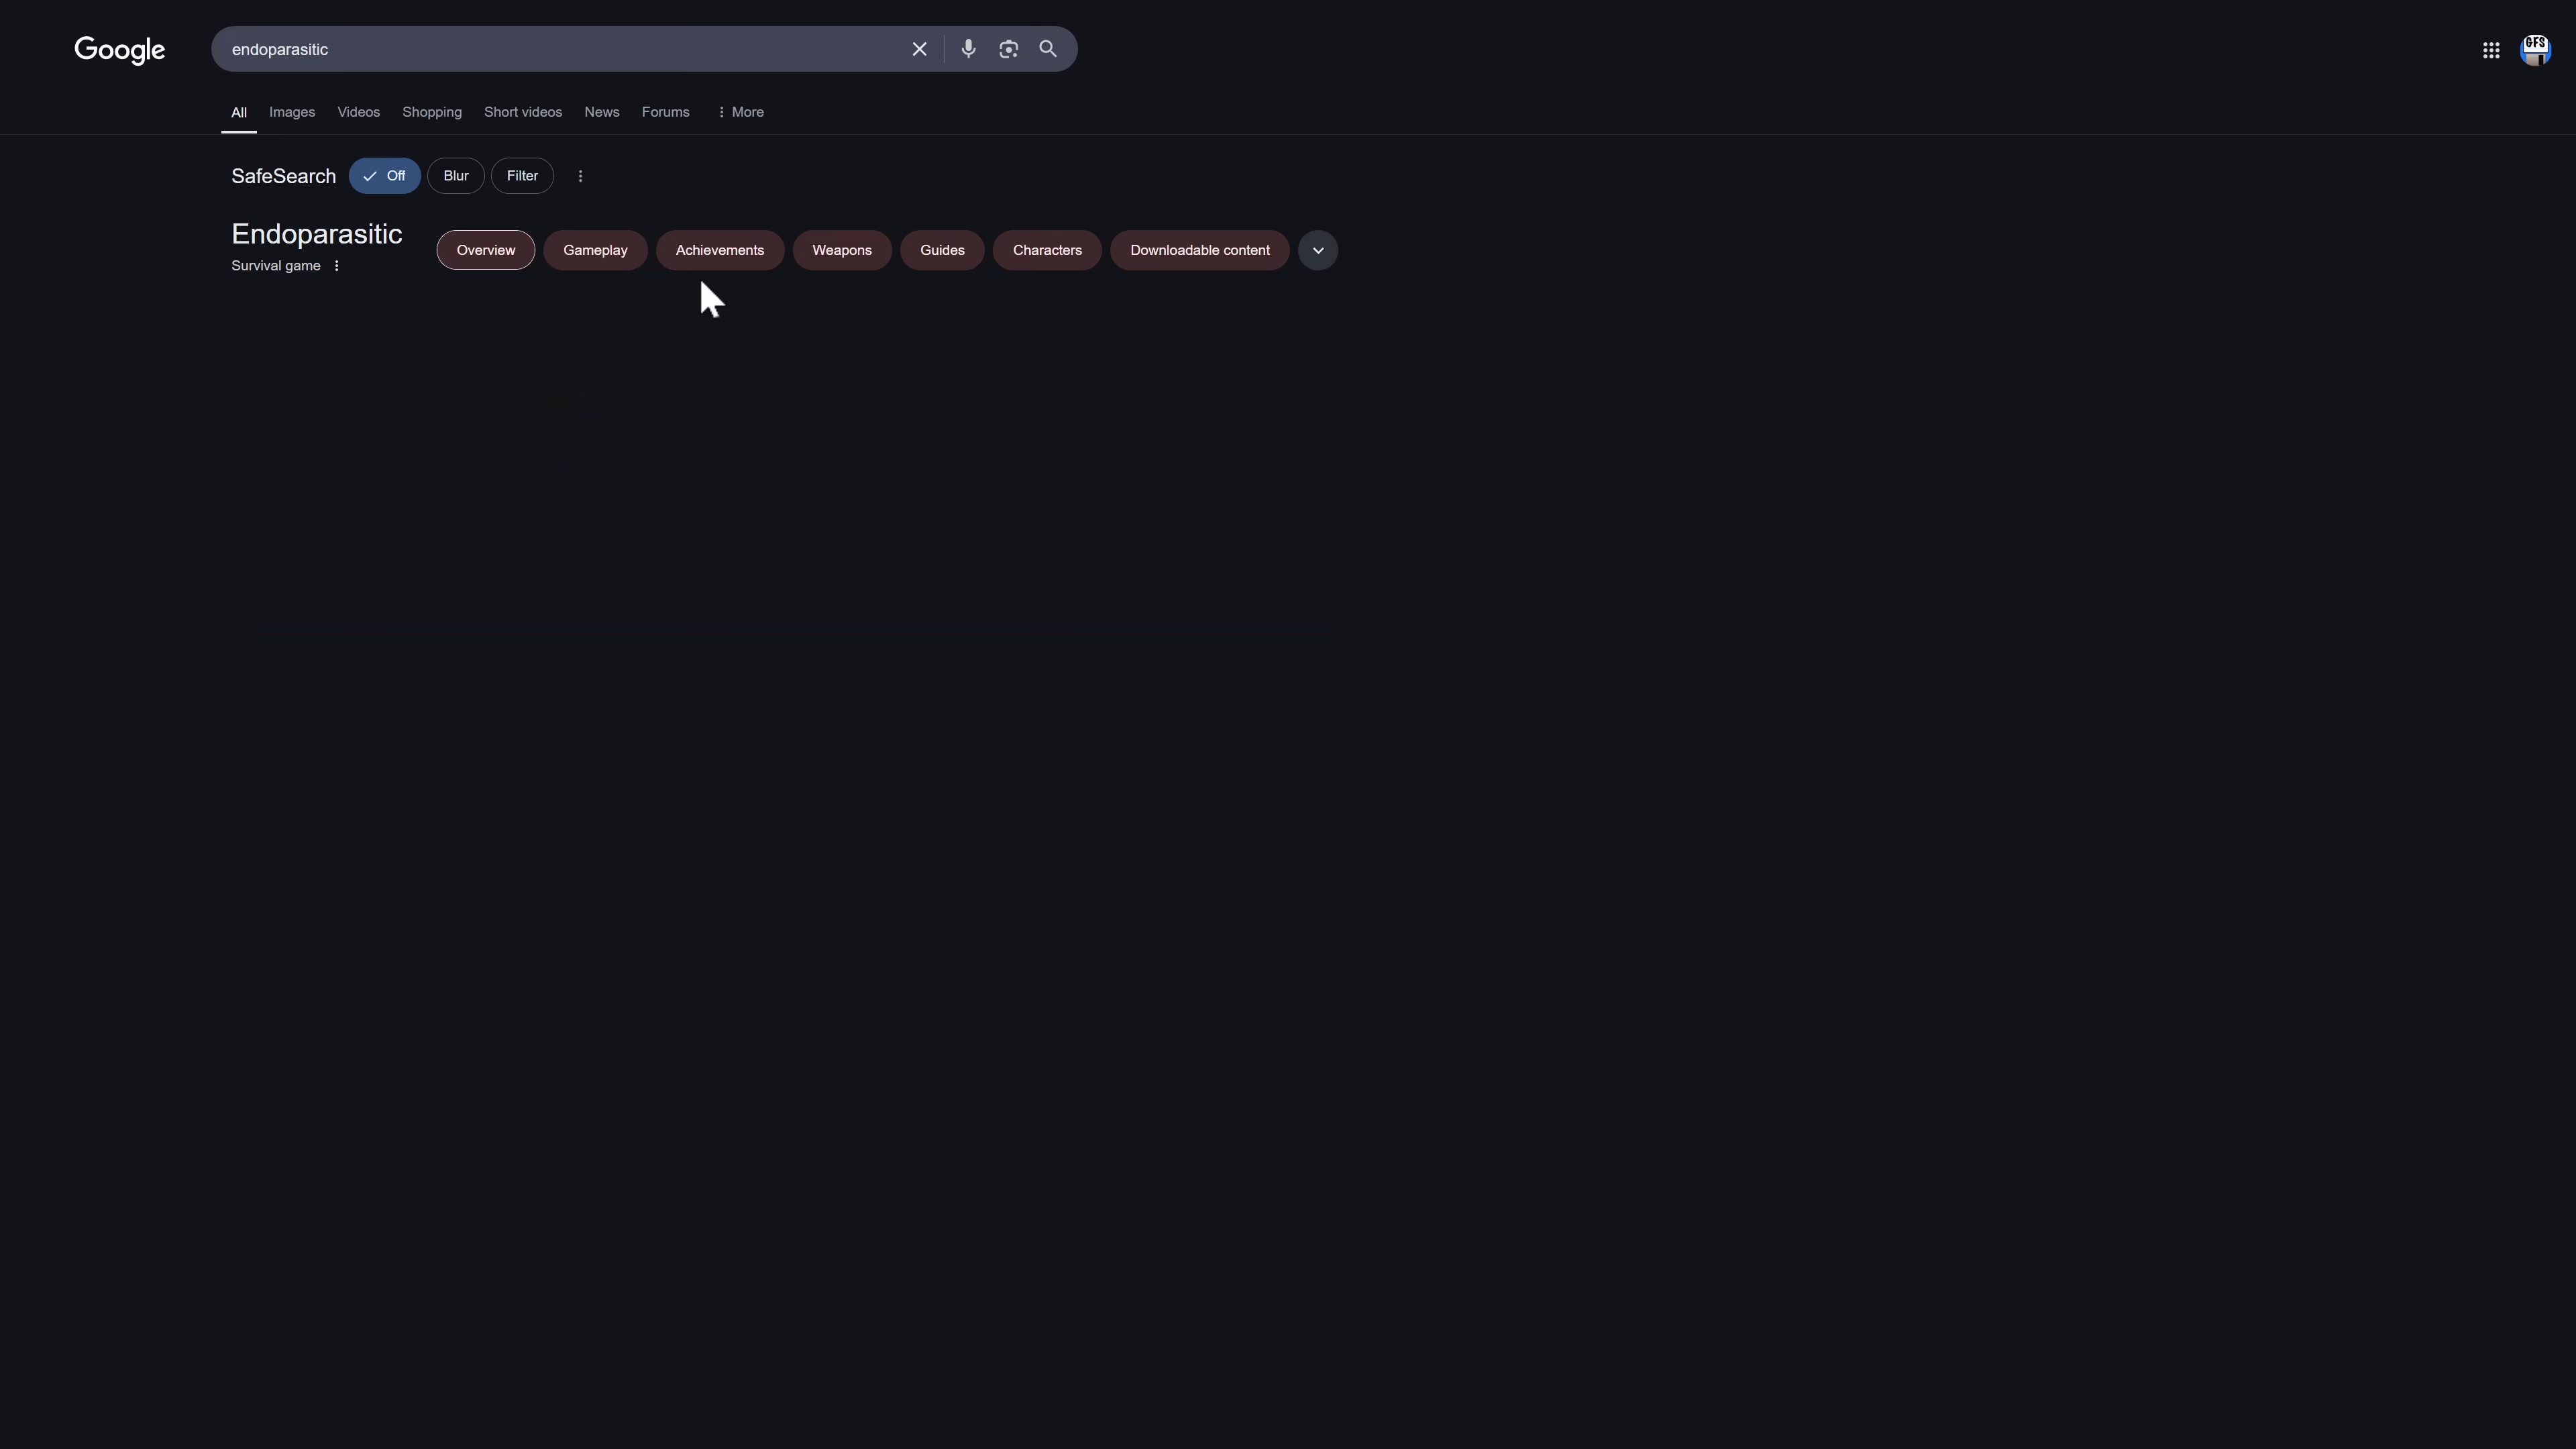 Google endoparasitic GFS
All Images Videos Shopping Short videos News Forums More
SafeSearch Off Blur Filter
Endoparasitic Overview Gameplay Achievements Weapons Guides Characters Downloadable content
Survival game